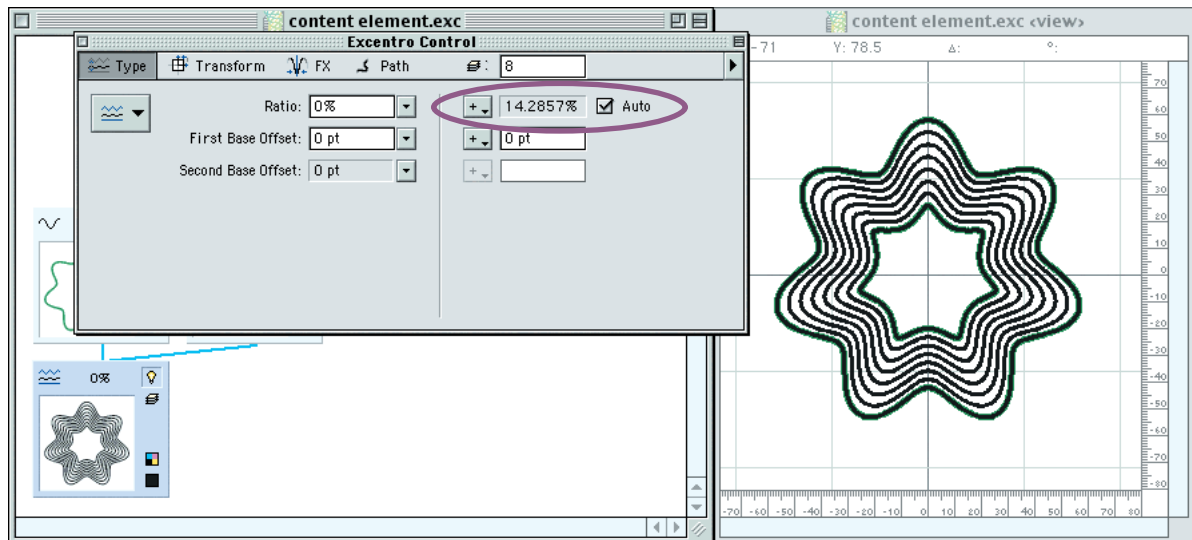 content element.exc
content element.exc <view>
Excentro Control
-71 Y: 78.5 Δ: °:
Type Transform FX Path : 8
Ratio: 0% + 14.2857% Auto
First Base Offset: 0 pt + 0 pt
Second Base Offset: 0 pt +
0%
70
60
50
40
30
20
10
0
-10
-20
-30
-40
-50
-60
-70
-80
-70 -60 -50 -40 -30 -20 -10 0 10 20 30 40 50 60 70 80